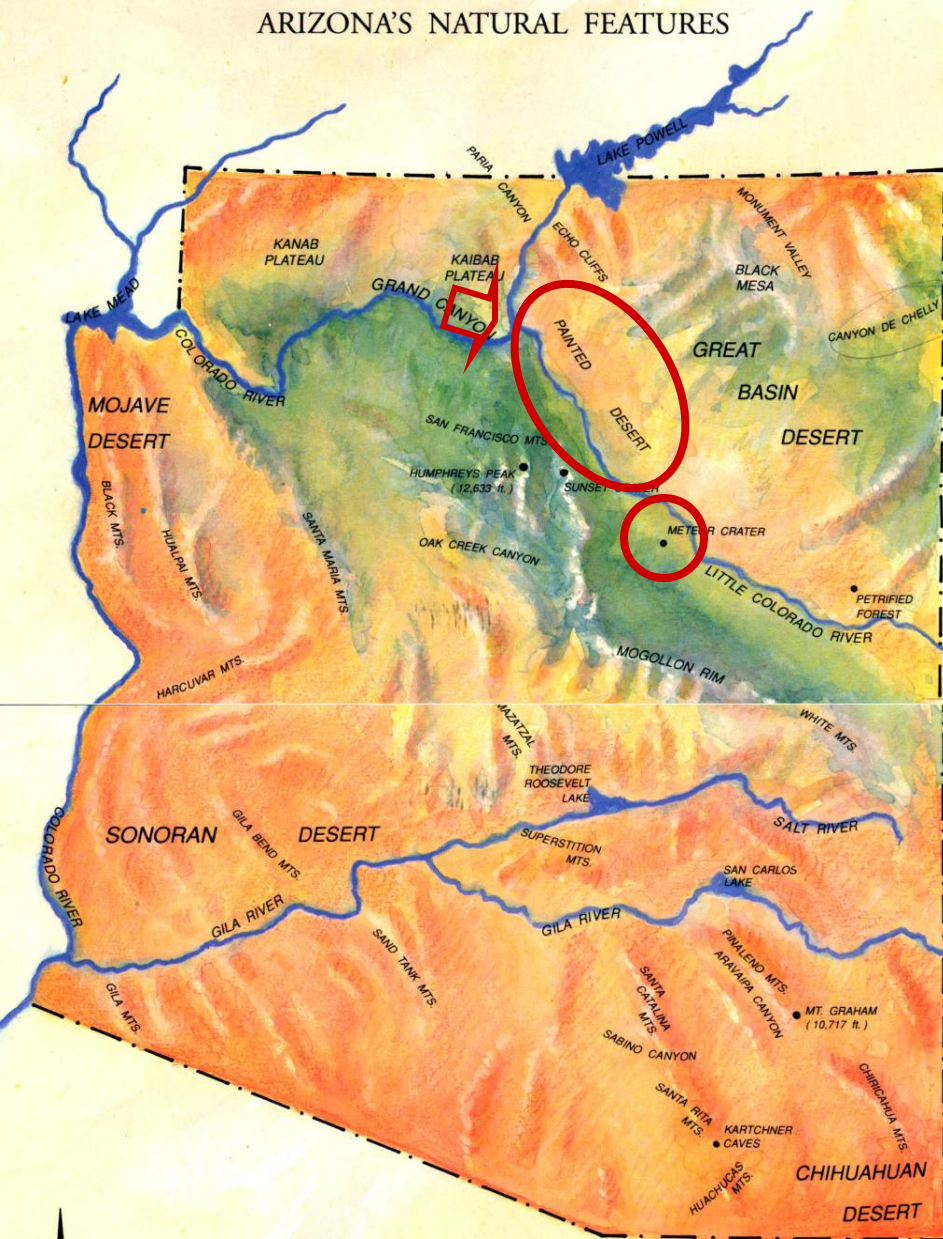 ARIZONA'S NATURAL FEATURES
LAKE POWELL
PARIA
CANYON
ECHO CLIFFS
MONUMENT VALLEY
KANAB
PLATEAU
KAIBAB
PLATEAU
BLACK
MESA
LAKE MEAD
GRAND CANYON
CANYON DE CHELLY
COLORADO RIVER
PAINTED
DESERT
GREAT
BASIN
DESERT
MOJAVE
DESERT
SAN FRANCISCO MTS.
HUMPHREYS PEAK
( 12,633 ft. )
SUNSET CRATER
BLACK MTS.
HUALPAI MTS.
SANTA MARIA MTS.
OAK CREEK CANYON
METEOR CRATER
LITTLE COLORADO RIVER
PETRIFIED
FOREST
MOGOLLON RIM
HARCUVAR MTS.
MAZATZAL
MTS.
WHITE MTS.
THEODORE
ROOSEVELT
LAKE
COLORADO RIVER
SONORAN DESERT
GILA BEND MTS.
SUPERSTITION
MTS.
SALT RIVER
SAN CARLOS
LAKE
GILA RIVER
GILA RIVER
SAND TANK MTS.
PINALENO MTS.
ARAVAIPA CANYON
SANTA
CATALINA
MTS.
GILA MTS.
MT. GRAHAM
( 10,717 ft. )
SABINO CANYON
CHIRICAHUA MTS.
SANTA RITA
MTS.
KARTCHNER
CAVES
HUACHUCAS
MTS.
CHIHUAHUAN
DESERT